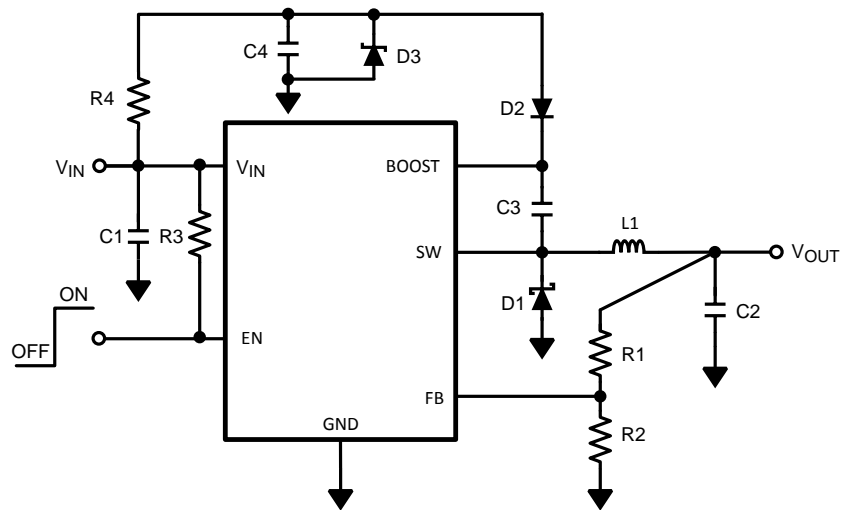 C4
D3
R4
D2
VIN
VIN
BOOST
C1
R3
C3
L1
SW
VOUT
ON
D1
C2
OFF
EN
R1
FB
GND
R2